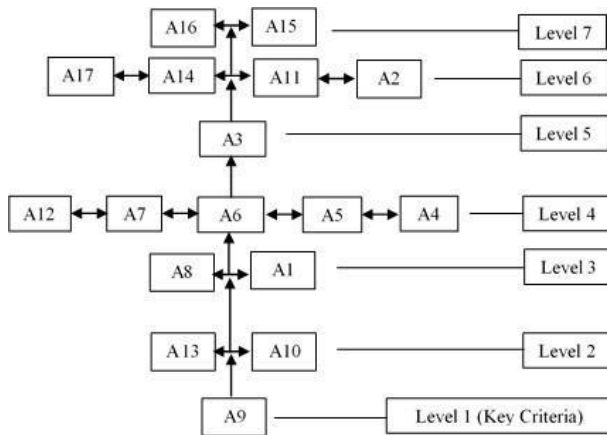 A16 A15 Level 7
A17 A14 A11 A2 Level 6
A3 Level 5
A12 A7 A6 A5 A4 Level 4
A8 A1 Level 3
A13 A10 Level 2
A9 Level 1 (Key Criteria)